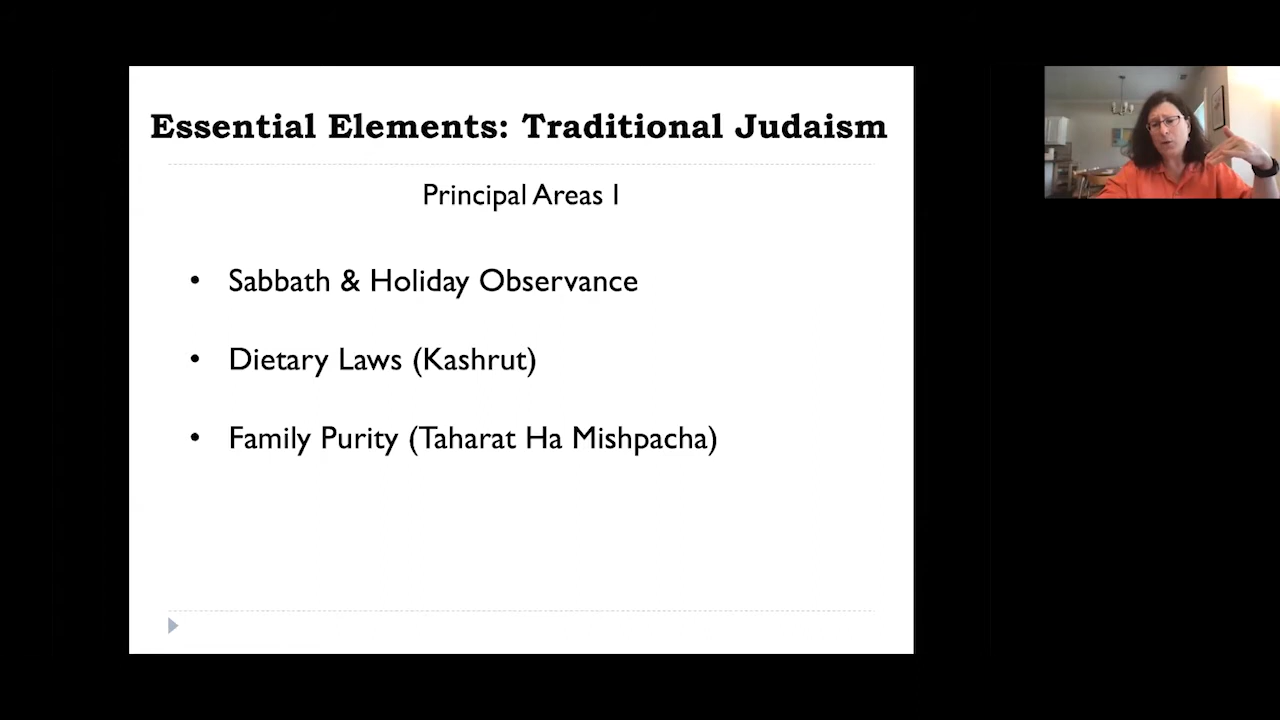 Essential Elements: Traditional Judaism
Principal Areas I
• Sabbath & Holiday Observance
• Dietary Laws (Kashrut)
• Family Purity (Taharat Ha Mishpacha)